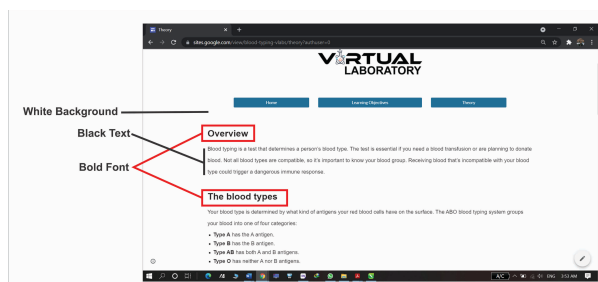 Theory
sites.google.com/view/blood-typing-vlabs/theory?authuser=4
VIRTUAL
LABORATORY
Home
Learning Objectives
Theory
White Background
Black Text
Bold Font
Overview
Blood typing is a test that determines a person's blood type. The test is essential if you need a blood transfusion or are planning to donate
blood. Not all blood types are compatible, so it's important to know your blood group. Receiving blood that's incompatible with your blood
type could trigger a dangerous immune response.
The blood types
Your blood type is determined by what kind of antigens your red blood cells have on the surface. The ABO blood typing system groups
your blood into one of four categories:
• Type A has the A antigen.
• Type B has the B antigen.
• Type AB has both A and B antigens.
• Type O has neither A nor B antigens.
A/C
ENG
3:53 AM